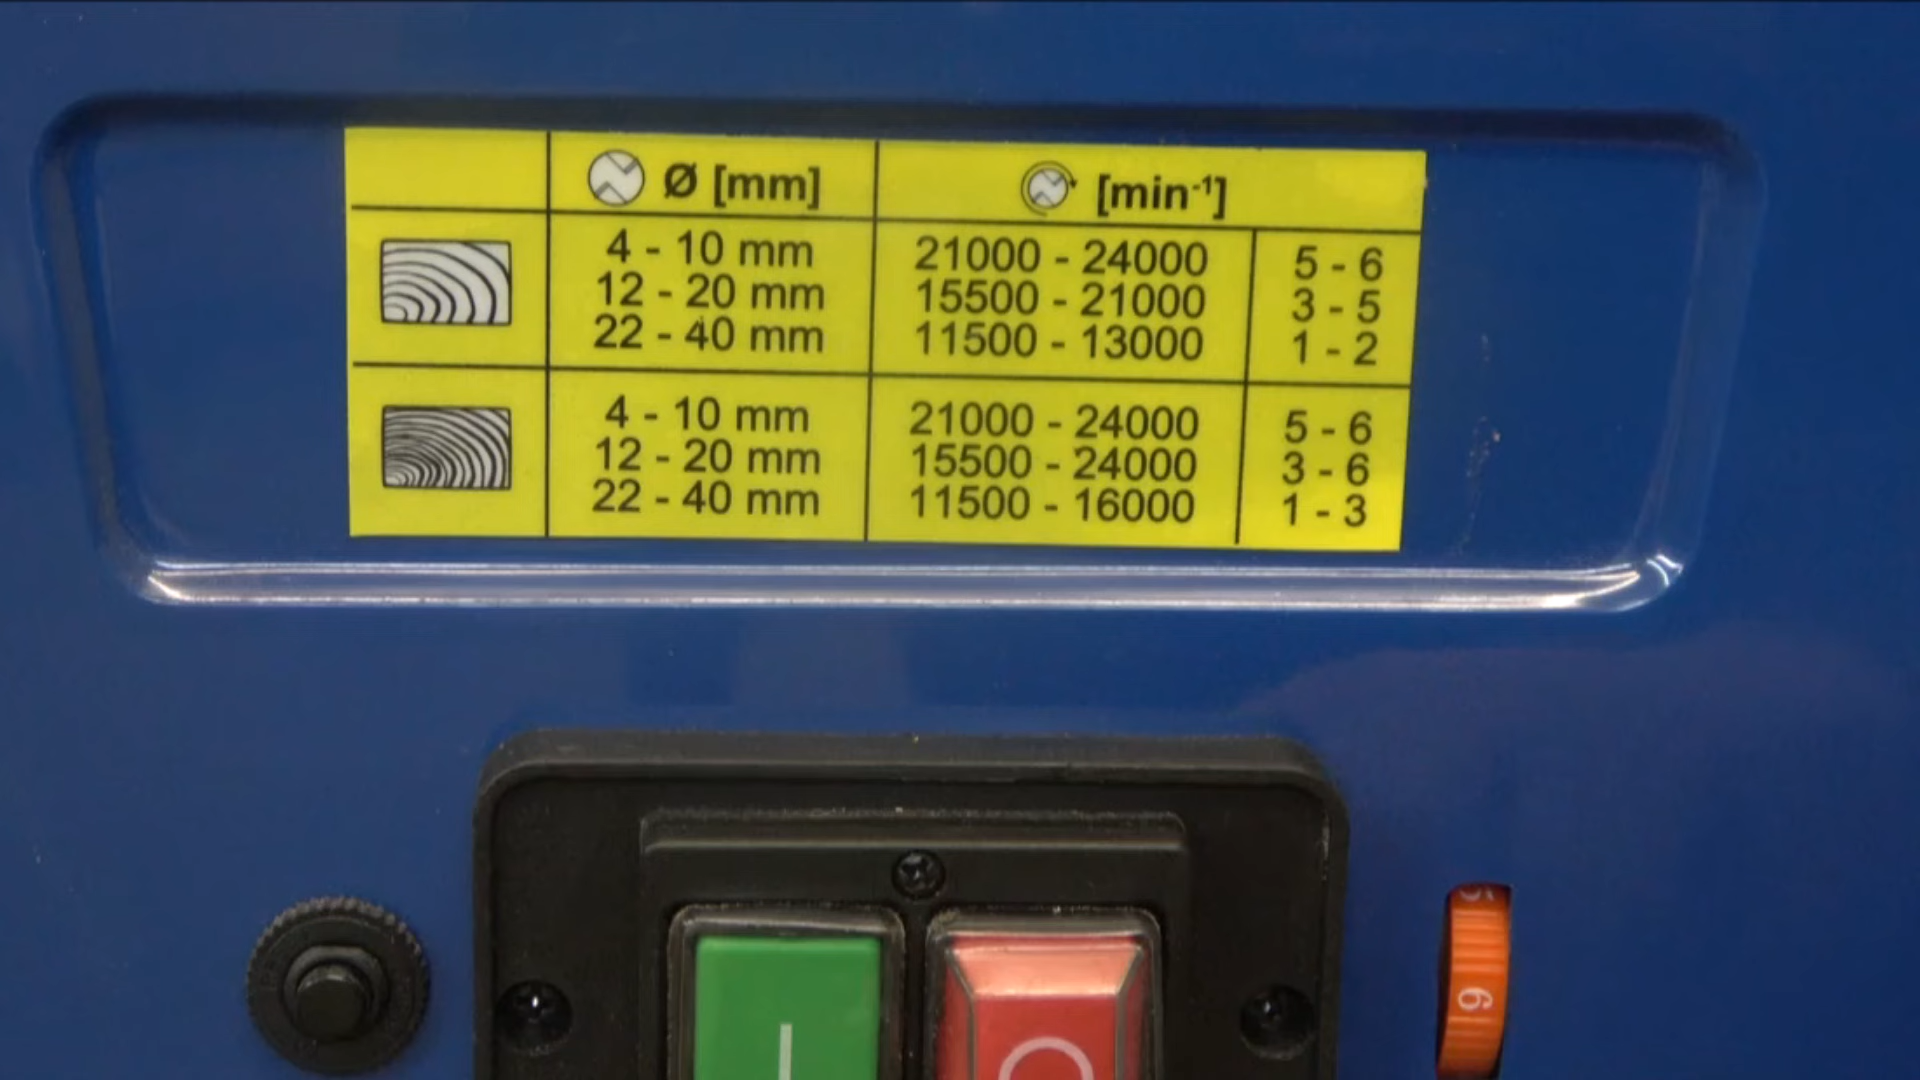 Ø [mm] [min-1]
4 - 10 mm 21000 - 24000 5 - 6
12 - 20 mm 15500 - 21000 3 - 5
22 - 40 mm 11500 - 13000 1 - 2
4 - 10 mm 21000 - 24000 5 - 6
12 - 20 mm 15500 - 24000 3 - 6
22 - 40 mm 11500 - 16000 1 - 3
6